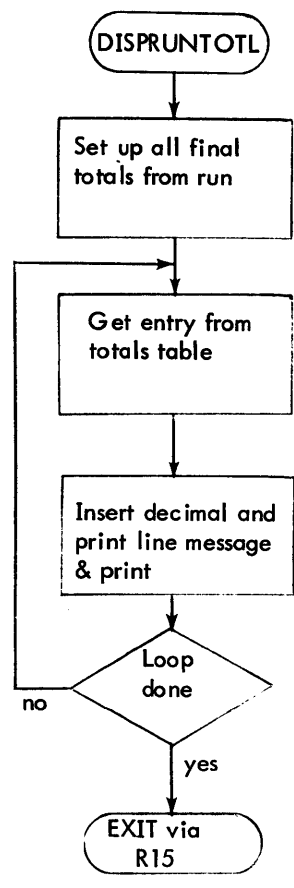 DISPRUNTOTL
Set up all final
totals from run
Get entry from
totals table
Insert decimal and
print line message
& print
Loop
done
no
yes
EXIT via
R15